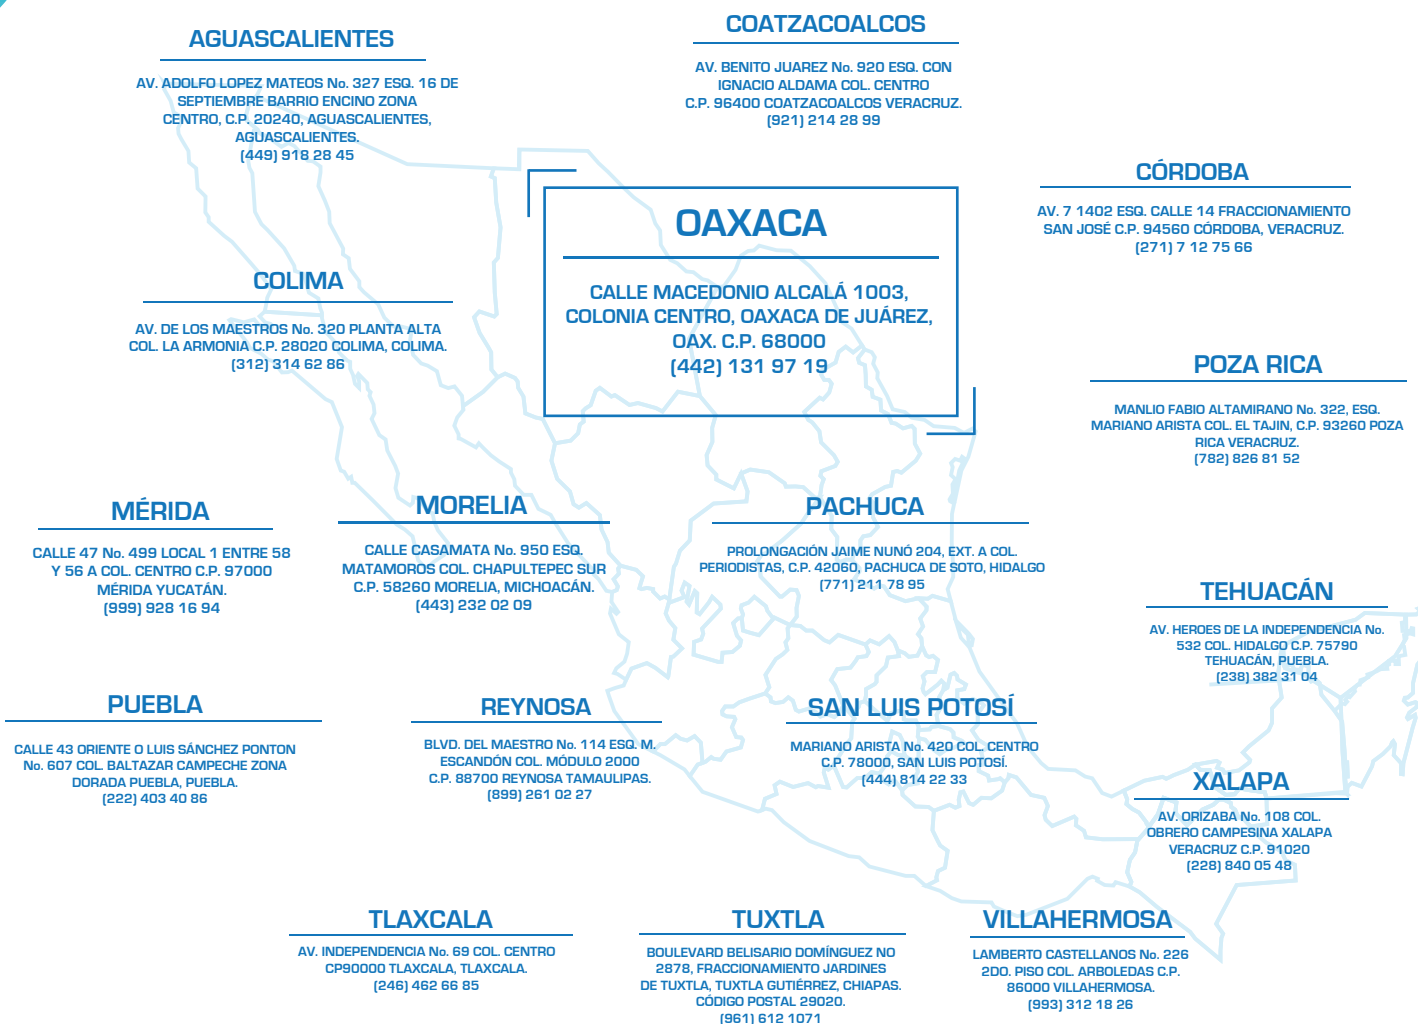 AGUASCALIENTES
AV. ADOLFO LOPEZ MATEOS No. 327 ESQ. 16 DE
SEPTIEMBRE BARRIO ENCINO ZONA
CENTRO, C.P. 20240, AGUASCALIENTES,
AGUASCALIENTES.
(449) 918 28 45
COATZACOALCOS
AV. BENITO JUAREZ No. 920 ESQ. CON
IGNACIO ALDAMA COL. CENTRO
C.P. 96400 COATZACOALCOS VERACRUZ.
(921) 214 28 99
CÓRDOBA
AV. 7 1402 ESQ. CALLE 14 FRACCIONAMIENTO
SAN JOSÉ C.P. 94560 CÓRDOBA, VERACRUZ.
(271) 7 12 75 66
OAXACA
CALLE MACEDONIO ALCALÁ 1003,
COLONIA CENTRO, OAXACA DE JUÁREZ,
OAX. C.P. 68000
(442) 131 97 19
COLIMA
AV. DE LOS MAESTROS No. 320 PLANTA ALTA
COL. LA ARMONIA C.P. 28020 COLIMA, COLIMA.
(312) 314 62 86
POZA RICA
MANLIO FABIO ALTAMIRANO No. 322, ESQ.
MARIANO ARISTA COL. EL TAJIN, C.P. 93260 POZA
RICA VERACRUZ.
(782) 826 81 52
MÉRIDA
CALLE 47 No. 499 LOCAL 1 ENTRE 58
Y 56 A COL. CENTRO C.P. 97000
MÉRIDA YUCATÁN.
(999) 928 16 94
MORELIA
CALLE CASAMATA No. 950 ESQ.
MATAMOROS COL. CHAPULTEPEC SUR
C.P. 58260 MORELIA, MICHOACÁN.
(443) 232 02 09
PACHUCA
PROLONGACIÓN JAIME NUNÓ 204, EXT. A COL.
PERIODISTAS, C.P. 42060, PACHUCA DE SOTO, HIDALGO
(771) 211 78 95
TEHUACÁN
AV. HEROES DE LA INDEPENDENCIA No.
532 COL. HIDALGO C.P. 75790
TEHUACÁN, PUEBLA.
(238) 382 31 04
PUEBLA
CALLE 43 ORIENTE O LUIS SÁNCHEZ PONTON
No. 607 COL. BALTAZAR CAMPECHE ZONA
DORADA PUEBLA, PUEBLA.
(222) 403 40 86
REYNOSA
BLVD. DEL MAESTRO No. 114 ESQ. M.
ESCANDÓN COL. MÓDULO 2000
C.P. 88700 REYNOSA TAMAULIPAS.
(899) 261 02 27
SAN LUIS POTOSÍ
MARIANO ARISTA No. 420 COL. CENTRO
C.P. 78000, SAN LUIS POTOSÍ.
(444) 814 22 33
XALAPA
AV. ORIZABA No. 108 COL.
OBRERO CAMPESINA XALAPA
VERACRUZ C.P. 91020
(228) 840 05 48
TLAXCALA
AV. INDEPENDENCIA No. 69 COL. CENTRO
CP90000 TLAXCALA, TLAXCALA.
(246) 462 66 85
TUXTLA
BOULEVARD BELISARIO DOMÍNGUEZ NO
2878, FRACCIONAMIENTO JARDINES
DE TUXTLA, TUXTLA GUTIÉRREZ, CHIAPAS.
CÓDIGO POSTAL 29020.
(961) 612 1071
VILLAHERMOSA
LAMBERTO CASTELLANOS No. 226
2DO. PISO COL. ARBOLEDAS C.P.
86000 VILLAHERMOSA.
(993) 312 18 26